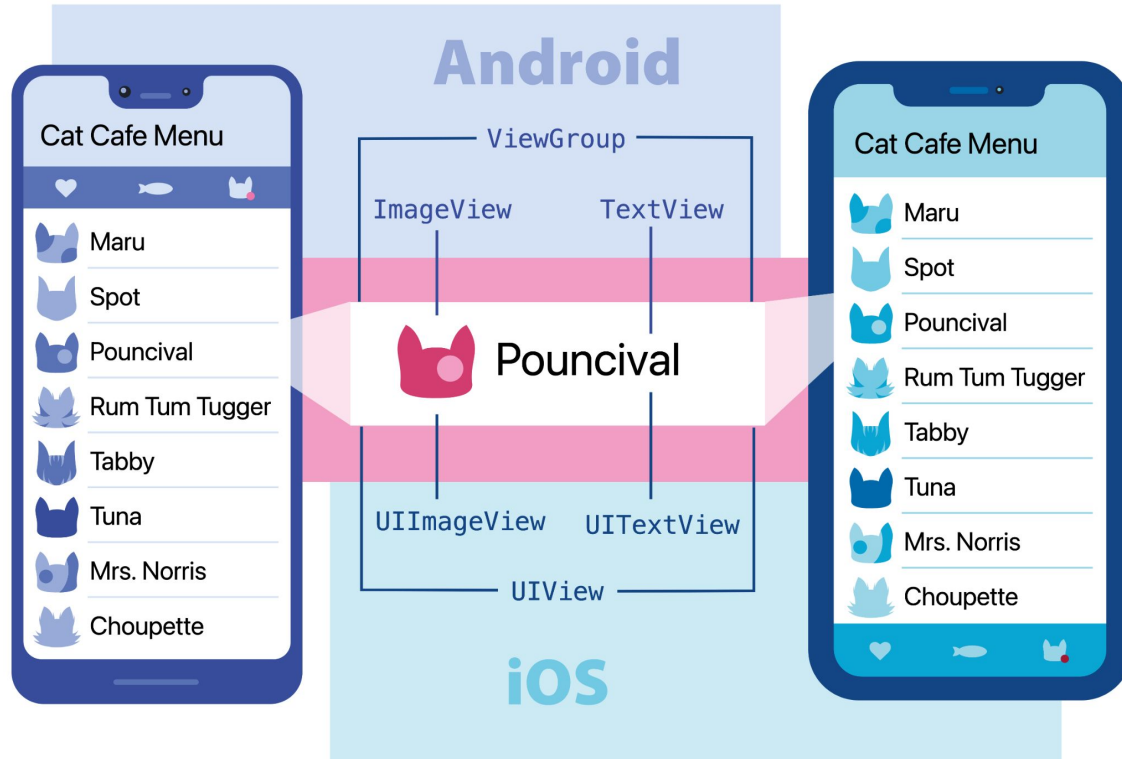 Android
Cat Cafe Menu
Maru
Spot
Pouncival
Rum Tum Tugger
Tabby
Tuna
Mrs. Norris
Choupette
ViewGroup
ImageView TextView
Pouncival
UIImageView UITextView
UIView
iOS
Cat Cafe Menu
Maru
Spot
Pouncival
Rum Tum Tugger
Tabby
Tuna
Mrs. Norris
Choupette